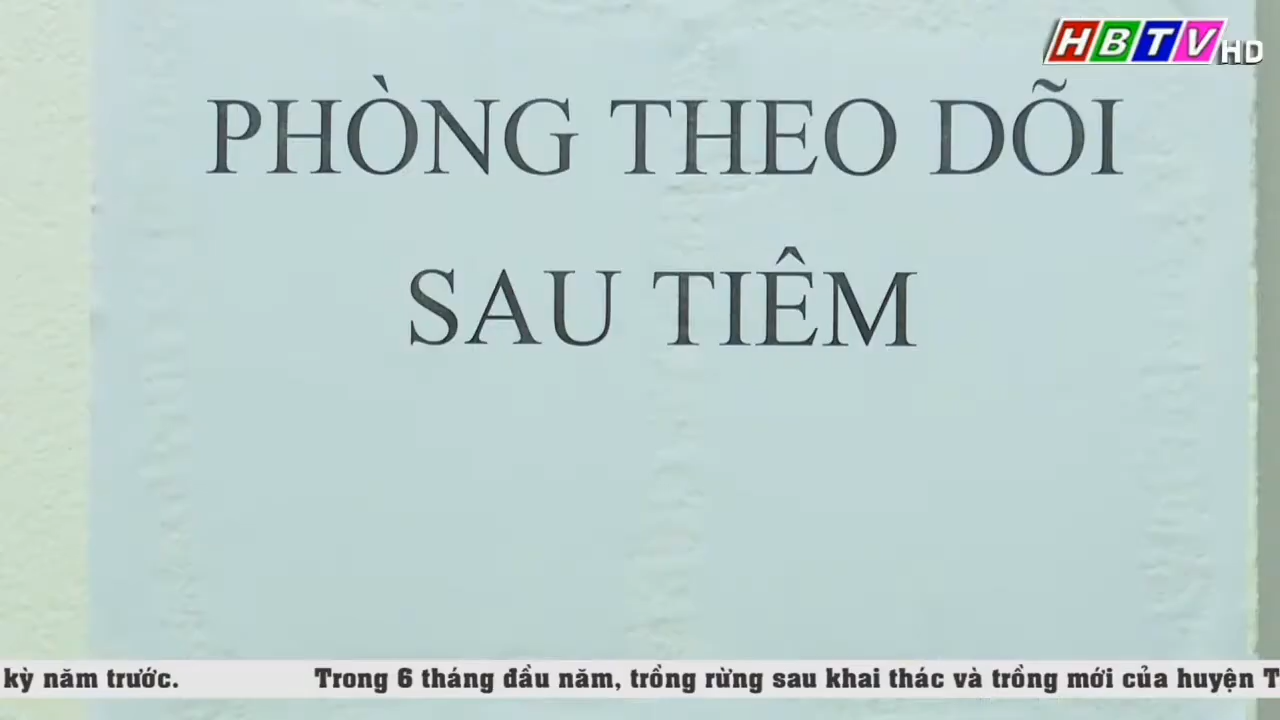 HBTV HD
PHÒNG THEO DÕI
SAU TIÊM
kỳ năm trước. Trong 6 tháng đầu năm, trồng rừng sau khai thác và trồng mới của huyện T